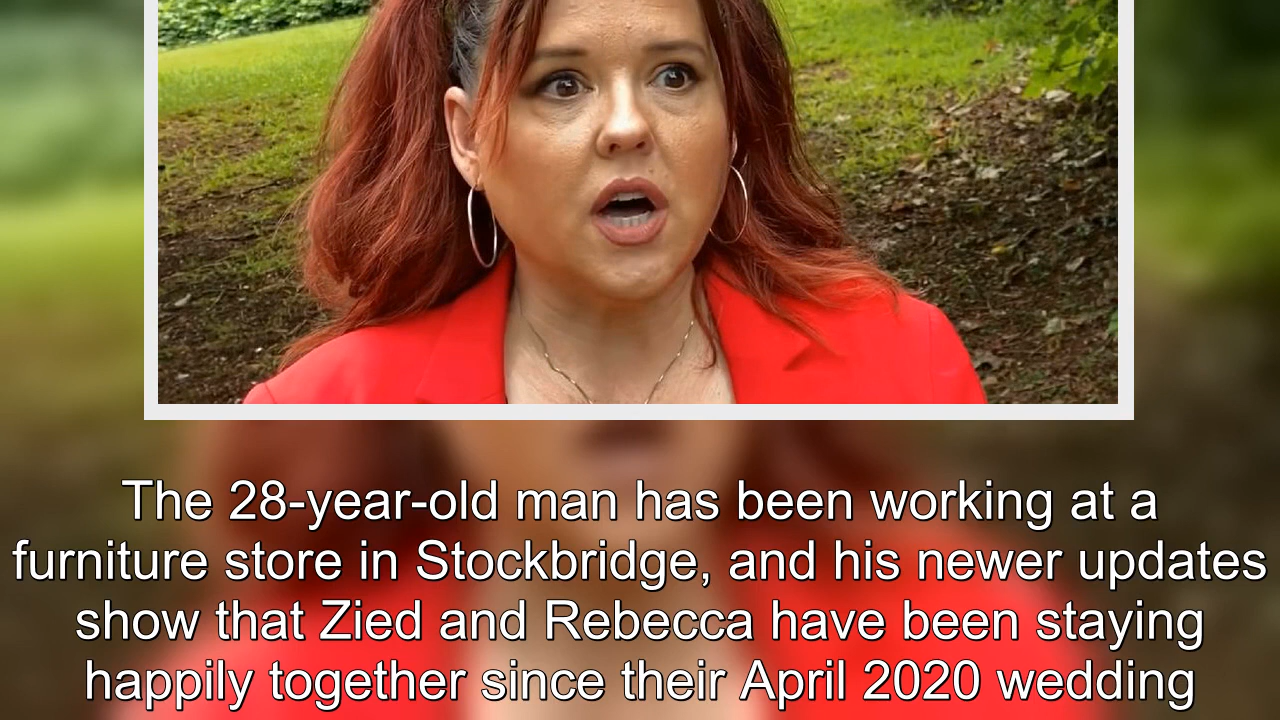 The 28-year-old man has been working at a
furniture store in Stockbridge, and his newer updates
show that Zied and Rebecca have been staying
happily together since their April 2020 wedding